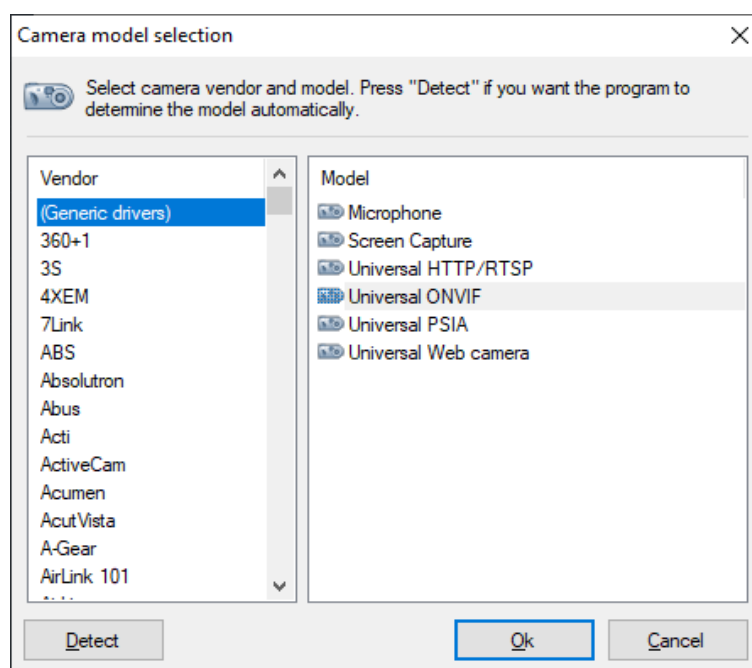 Camera model selection
Select camera vendor and model. Press "Detect" if you want the program to
determine the model automatically.
Vendor
(Generic drivers)
360+1
3S
4XEM
7Link
ABS
Absolutron
Abus
Acti
ActiveCam
Acumen
AcutVista
A-Gear
AirLink 101
Model
Microphone
Screen Capture
Universal HTTP/RTSP
Universal ONVIF
Universal PSIA
Universal Web camera
Detect
Ok
Cancel